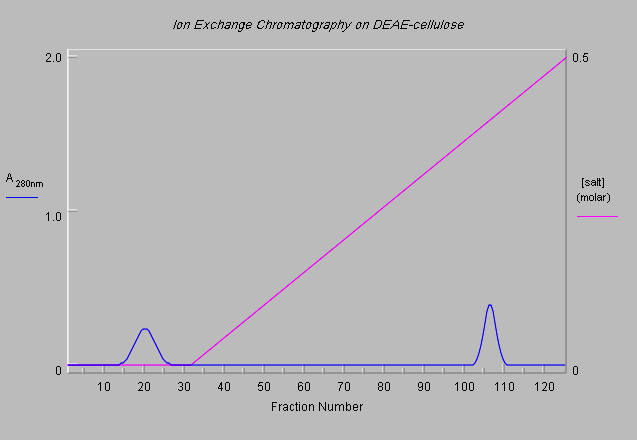 Ion Exchange Chromatography on DEAE-cellulose
2.0
0.5
A 280nm
[salt]
(molar)
1.0
0
0
10 20 30 40 50 60 70 80 90 100 110 120
Fraction Number